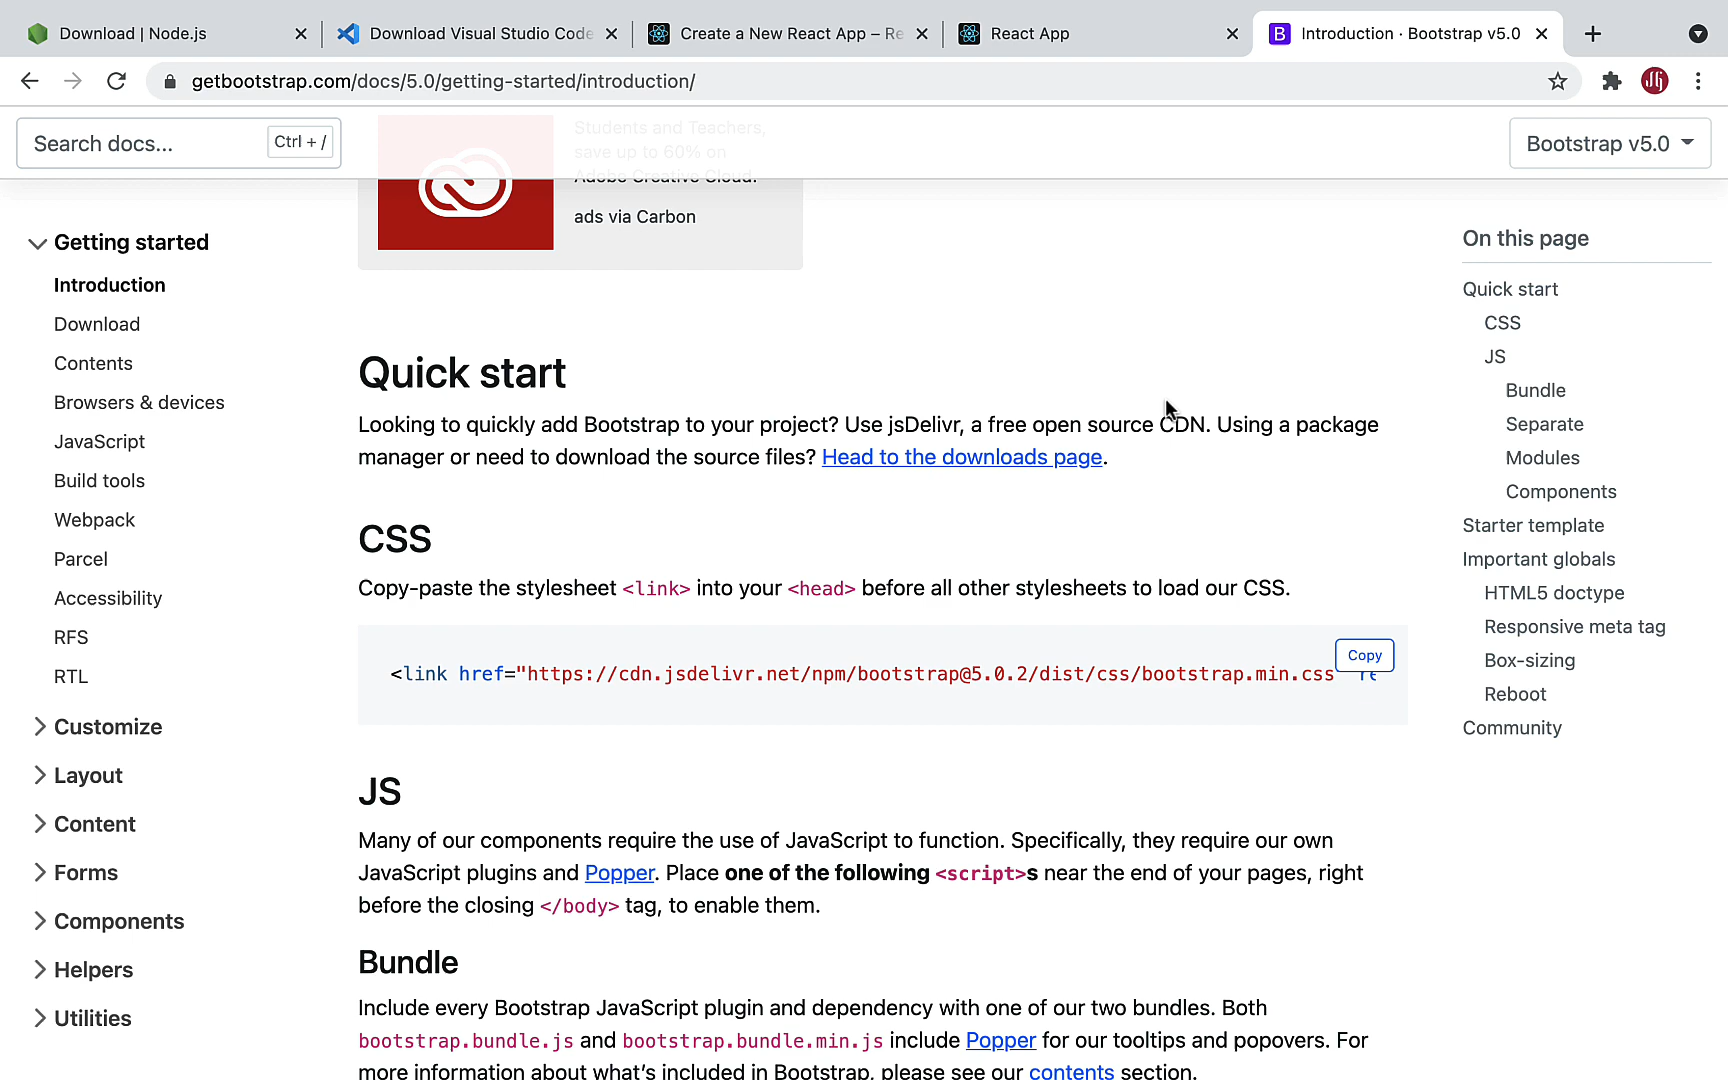 Download | Node.js
Download Visual Studio Code
Create a New React App – Re
React App
Introduction · Bootstrap v5.0
getbootstrap.com/docs/5.0/getting-started/introduction/
Search docs...
Ctrl + /
Students and Teachers,
save up to 60% on
Adobe Creative Cloud.
ads via Carbon
Bootstrap v5.0
Getting started
Introduction
Download
Contents
Browsers & devices
JavaScript
Build tools
Webpack
Parcel
Accessibility
RFS
RTL
Customize
Layout
Content
Forms
Components
Helpers
Utilities
Quick start
Looking to quickly add Bootstrap to your project? Use jsDelivr, a free open source CDN. Using a package
manager or need to download the source files? Head to the downloads page.
CSS
Copy-paste the stylesheet <link> into your <head> before all other stylesheets to load our CSS.
Copy
<link href="https://cdn.jsdelivr.net/npm/bootstrap@5.0.2/dist/css/bootstrap.min.css
JS
Many of our components require the use of JavaScript to function. Specifically, they require our own
JavaScript plugins and Popper. Place one of the following <script>s near the end of your pages, right
before the closing </body> tag, to enable them.
Bundle
Include every Bootstrap JavaScript plugin and dependency with one of our two bundles. Both
bootstrap.bundle.js and bootstrap.bundle.min.js include Popper for our tooltips and popovers. For
more information about what's included in Bootstrap, please see our contents section.
On this page
Quick start
CSS
JS
Bundle
Separate
Modules
Components
Starter template
Important globals
HTML5 doctype
Responsive meta tag
Box-sizing
Reboot
Community